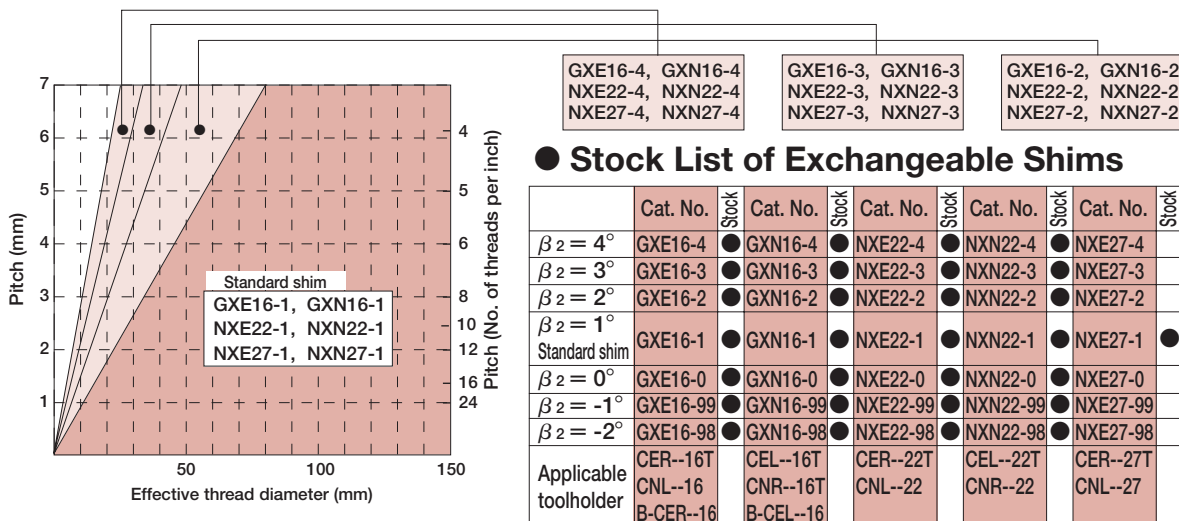 GXE16-4, GXN16-4
NXE22-4, NXN22-4
NXE27-4, NXN27-4
GXE16-3, GXN16-3
NXE22-3, NXN22-3
NXE27-3, NXN27-3
GXE16-2, GXN16-2
NXE22-2, NXN22-2
NXE27-2, NXN27-2
Pitch (mm)
7
6
5
4
3
2
1
Standard shim
GXE16-1, GXN16-1
NXE22-1, NXN22-1
NXE27-1, NXN27-1
4
5
6
8
10
12
16
24
Pitch (No. of threads per inch)
50 100 150
Effective thread diameter (mm)
● Stock List of Exchangeable Shims
Cat. No. Stock Cat. No. Stock Cat. No. Stock Cat. No. Stock Cat. No. Stock
β2 = 4° GXE16-4 ● GXN16-4 ● NXE22-4 ● NXN22-4 ● NXE27-4
β2 = 3° GXE16-3 ● GXN16-3 ● NXE22-3 ● NXN22-3 ● NXE27-3
β2 = 2° GXE16-2 ● GXN16-2 ● NXE22-2 ● NXN22-2 ● NXE27-2
β2 = 1°
Standard shim GXE16-1 ● GXN16-1 ● NXE22-1 ● NXN22-1 ● NXE27-1 ●
β2 = 0° GXE16-0 ● GXN16-0 ● NXE22-0 ● NXN22-0 ● NXE27-0
β2 = -1° GXE16-99 ● GXN16-99 ● NXE22-99 ● NXN22-99 ● NXE27-99
β2 = -2° GXE16-98 ● GXN16-98 ● NXE22-98 ● NXN22-98 ● NXE27-98
Applicable
toolholder
CER--16T CEL--16T CER--22T CEL--22T CER--27T
CNL--16 CNR--16T CNL--22 CNR--22 CNL--27
B-CER--16 B-CEL--16